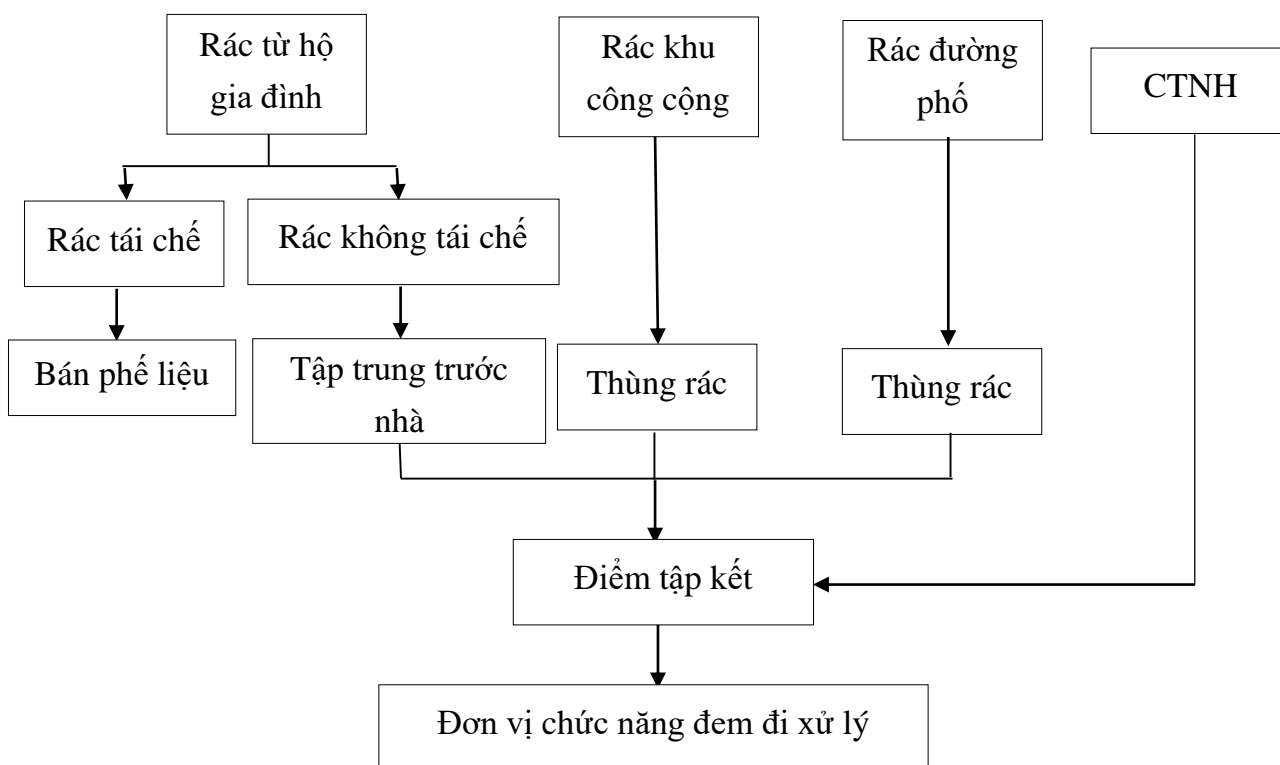 Rác từ hộ
gia đình
Rác khu
công cộng
Rác đường
phố
CTNH
Rác tái chế
Rác không tái chế
Bán phế liệu
Tập trung trước
nhà
Thùng rác
Thùng rác
Điểm tập kết
Đơn vị chức năng đem đi xử lý